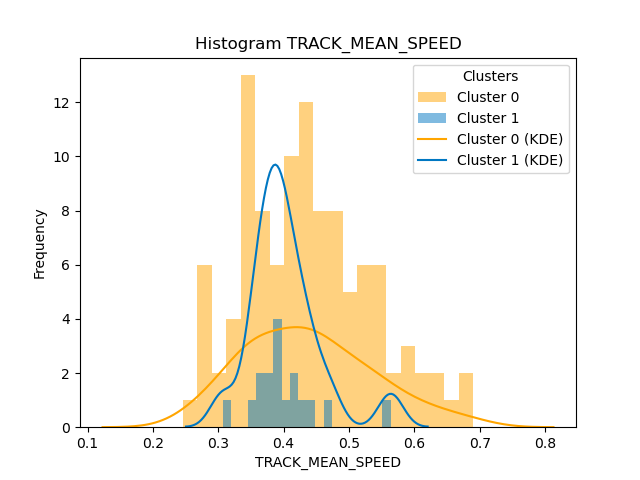 Histogram TRACK_MEAN_SPEED
Clusters
Cluster 0
Cluster 1
Cluster 0 (KDE)
Cluster 1 (KDE)
Frequency
12
10
8
6
4
2
0
0.1 0.2 0.3 0.4 0.5 0.6 0.7 0.8
TRACK_MEAN_SPEED